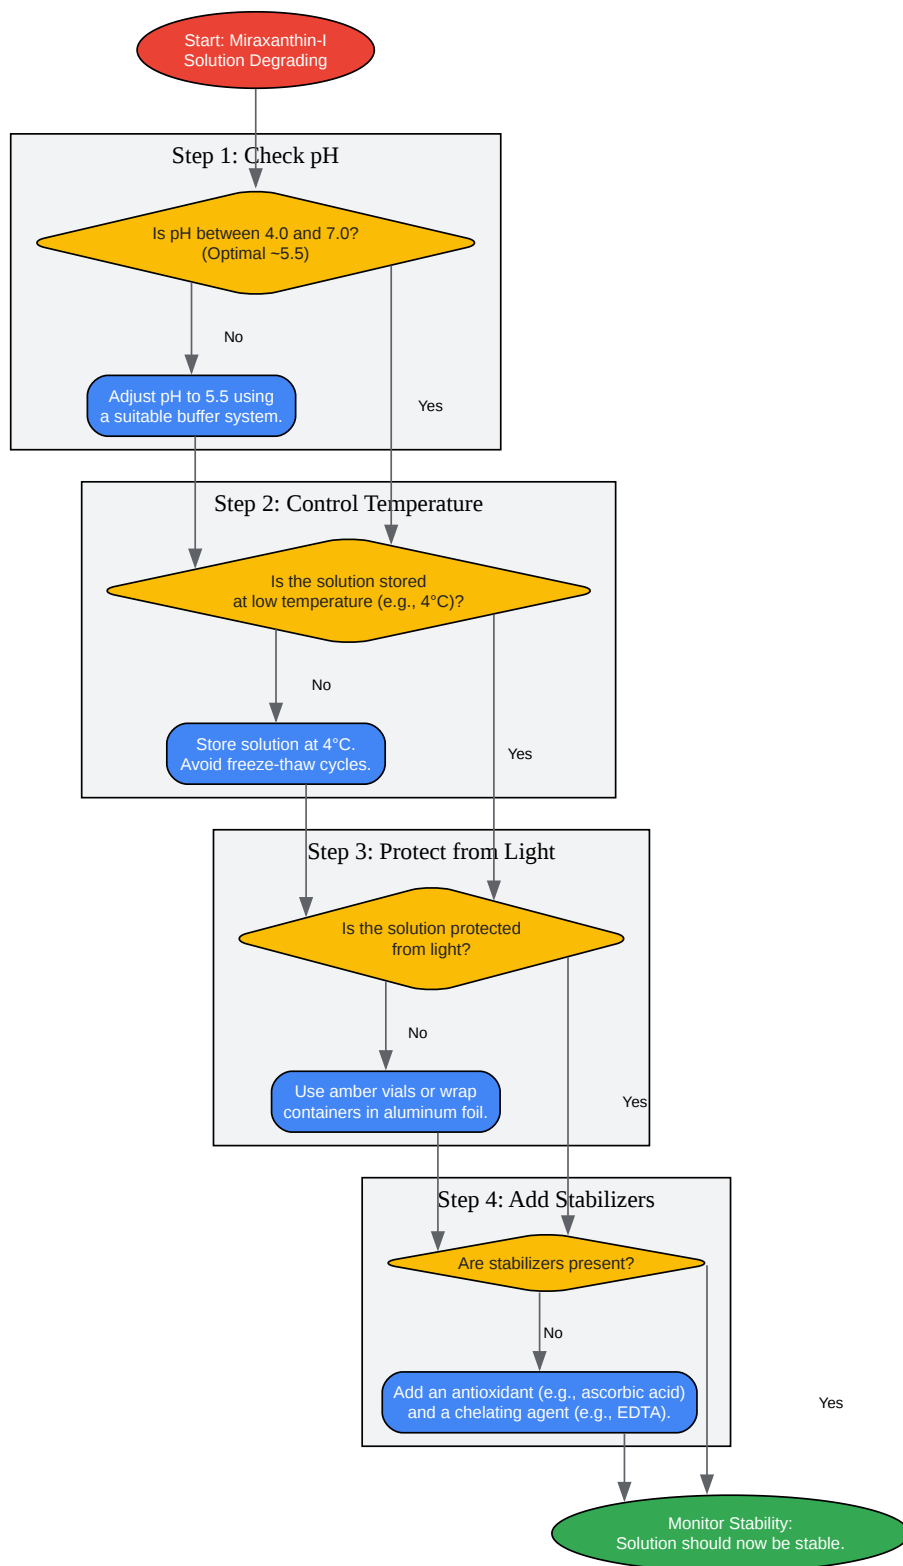 Start: Miraxanthin-I
Solution Degrading
Step 1: Check pH
Is pH between 4.0 and 7.0?
(Optimal ~5.5)
No
Adjust pH to 5.5 using
a suitable buffer system.
Yes
Step 2: Control Temperature
Is the solution stored
at low temperature (e.g., 4°C)?
No
Store solution at 4°C.
Avoid freeze-thaw cycles.
Yes
Step 3: Protect from Light
Is the solution protected
from light?
No
Use amber vials or wrap
containers in aluminum foil.
Yes
Step 4: Add Stabilizers
Are stabilizers present?
No
Add an antioxidant (e.g., ascorbic acid)
and a chelating agent (e.g., EDTA).
Yes
Monitor Stability:
Solution should now be stable.